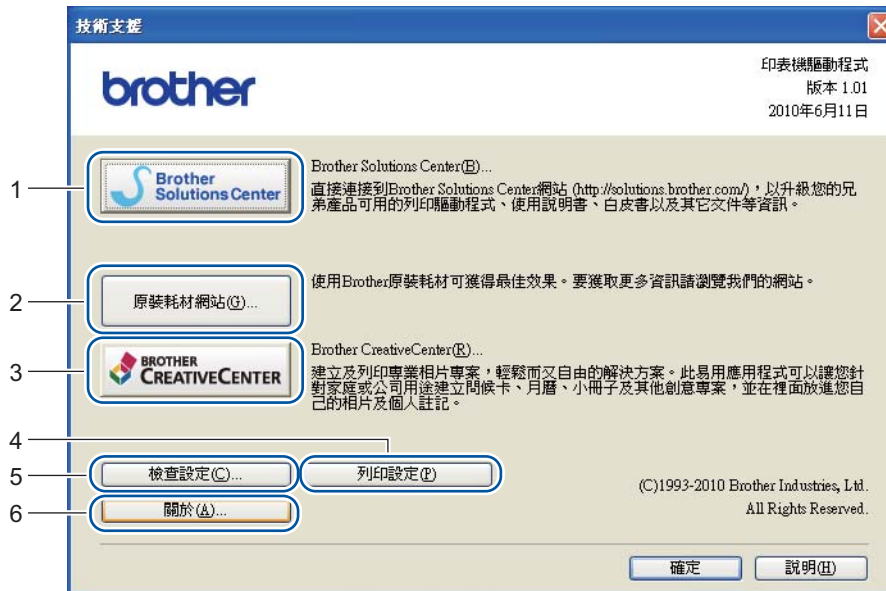 技術支援
brother
印表機驅動程式
版本 1.01
2010年6月11日
1
Brother
Solutions Center
Brother Solutions Center(B)...
直接連接到Brother Solutions Center網站 (http://solutions.brother.com/)，以升級您的兄
弟產品可用的列印驅動程式、使用說明書、白皮書以及其它文件等資訊。
2
原裝耗材網站(G)...
使用Brother原裝耗材可獲得最佳效果。要獲取更多資訊請瀏覽我們的網站。
3
BROTHER
CREATIVECENTER
Brother CreativeCenter(R)...
建立及列印專業相片專案，輕鬆而又自由的解決方案。此易用應用程式可以讓您針
對家庭或公司用途建立問候卡、月曆、小冊子及其他創意專案，並在裡面放進您自
己的相片及個人註記。
4
5
檢查設定(C)...
列印設定(P)
6
關於(A)...
(C)1993-2010 Brother Industries, Ltd.
All Rights Reserved.
確定
說明(H)